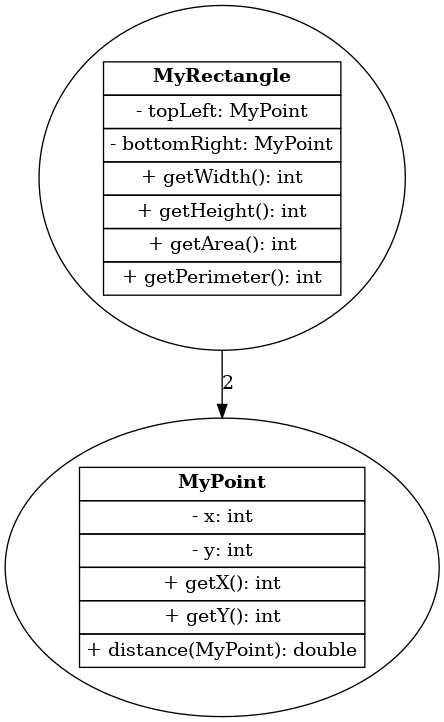 MyRectangle
- topLeft: MyPoint
- bottomRight: MyPoint
+ getWidth(): int
+ getHeight(): int
+ getArea(): int
+ getPerimeter(): int
2
MyPoint
- x: int
- y: int
+ getX(): int
+ getY(): int
+ distance(MyPoint): double